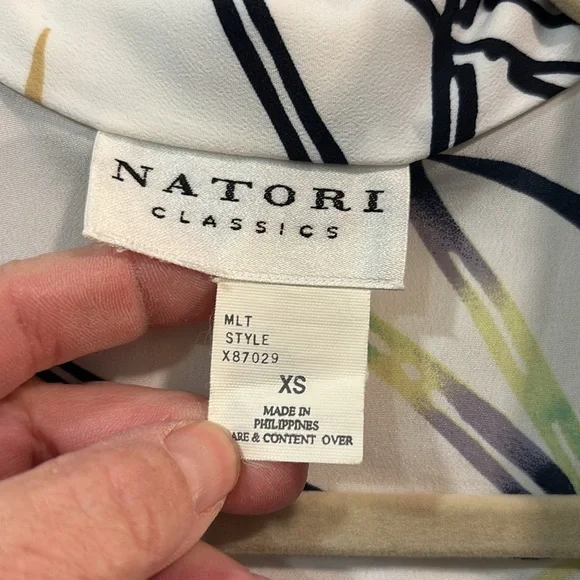 NATORI
CLASSICS
MLT
STYLE
X87029
XS
MADE IN
PHILIPPINES
ARE & CONTENT OVER